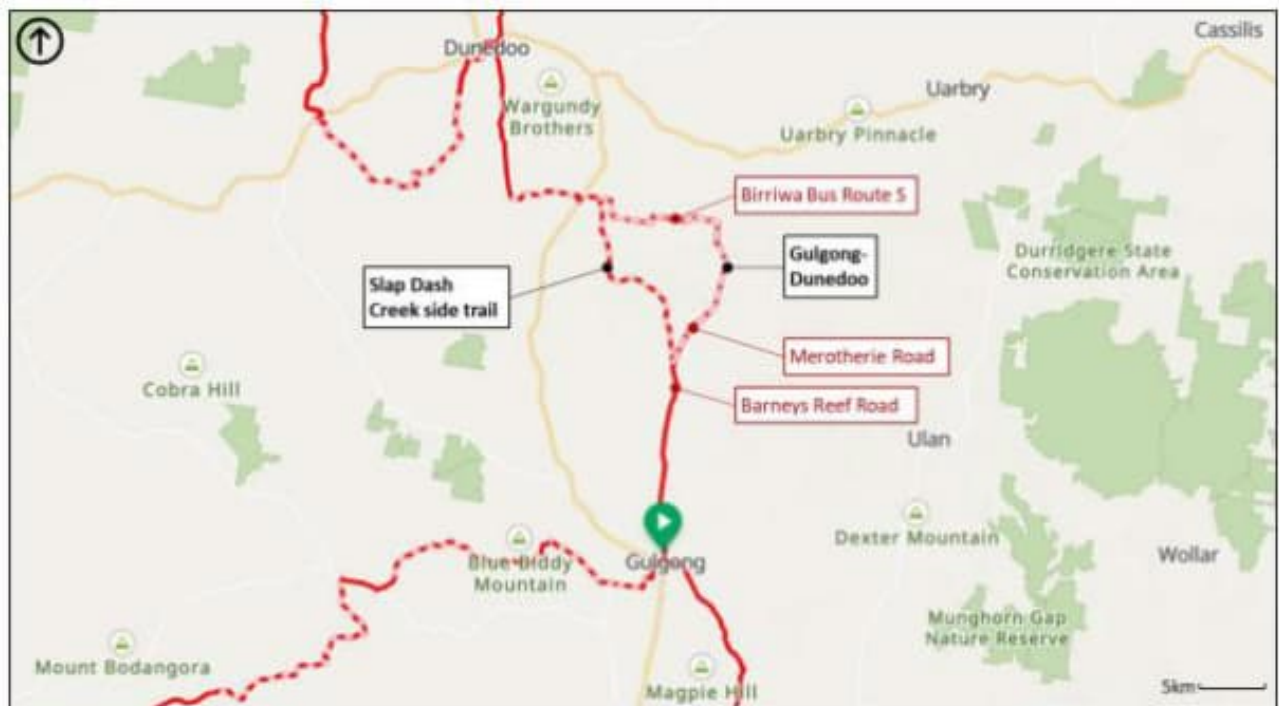 Cassilis
Dunedoo
Uarbry
Wargundy
Brothers
Uarbry Pinnacle
Birriwa Bus Route S
Durridgere State
Conservation Area
Gulgong-
Dunedoo
Slap Dash
Creek side trail
Merotherie Road
Cobra Hill
Barneys Reef Road
Ulan
Dexter Mountain
Wollar
Blue Biddy
Mountain
Gulgong
Munghorn Gap
Nature Reserve
Mount Bodangora
Magpie Hill
5km